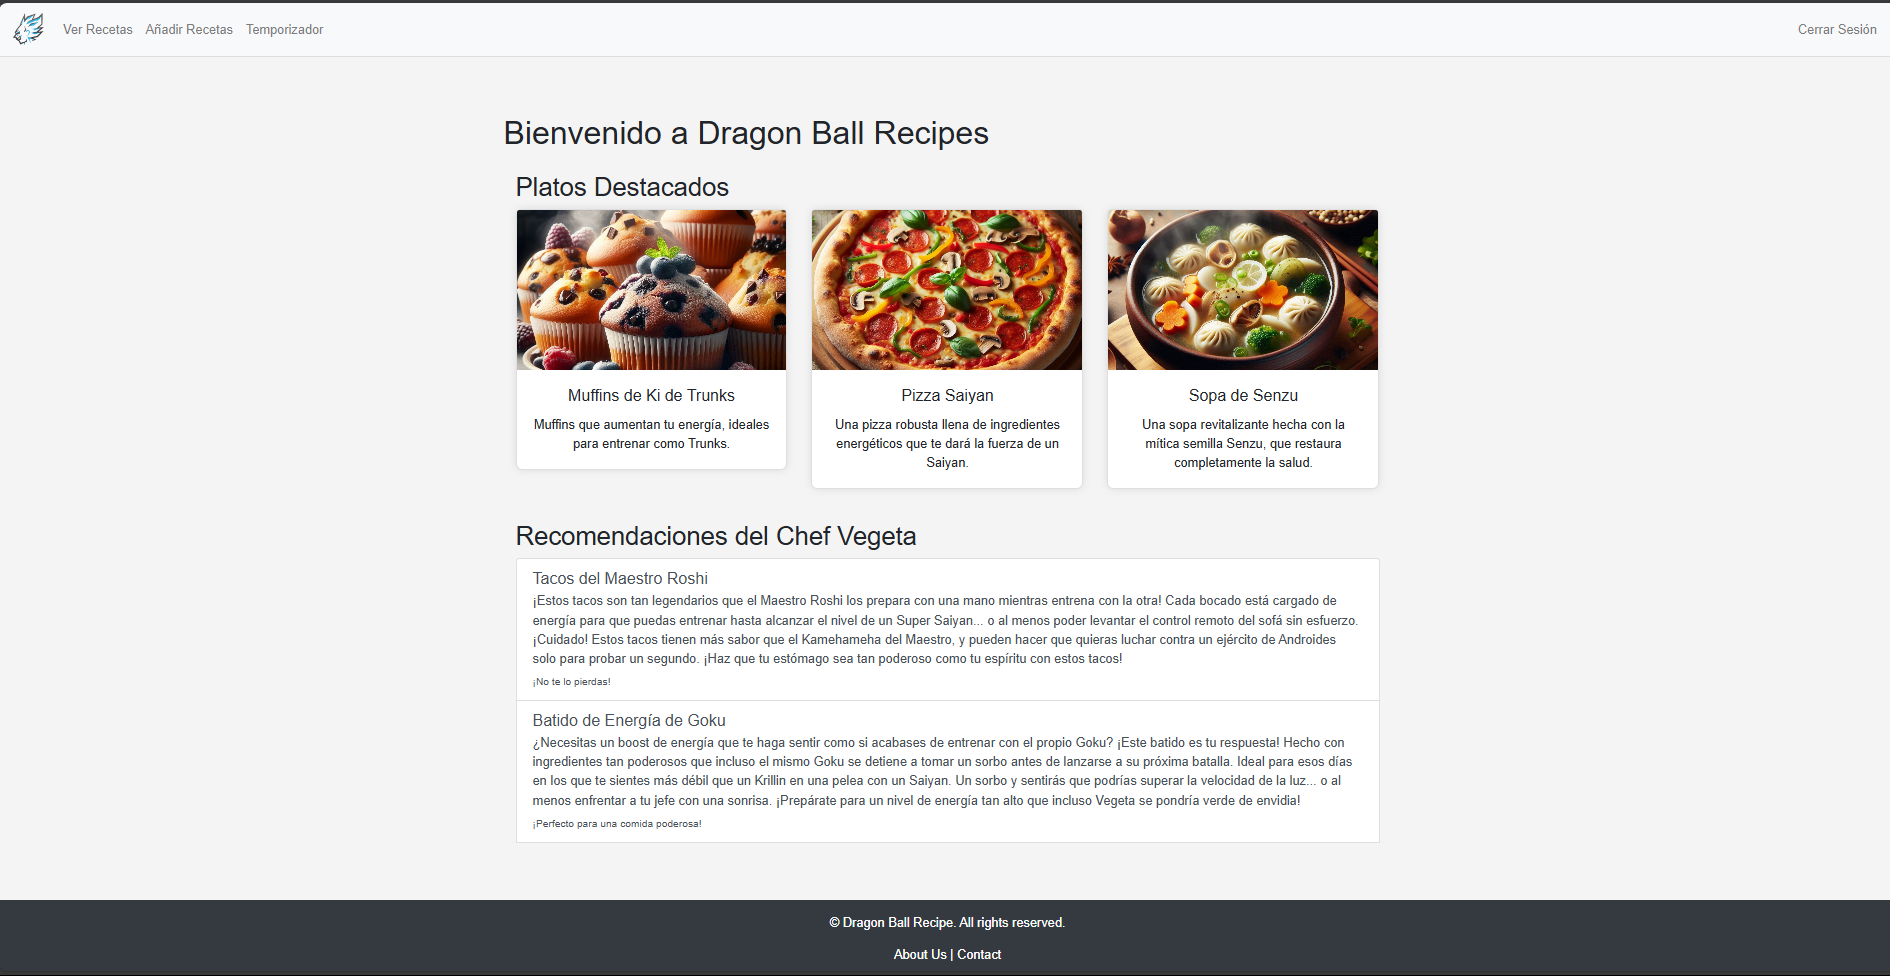 Ver Recetas Añadir Recetas Temporizador Cerrar Sesión
Bienvenido a Dragon Ball Recipes
Platos Destacados
Muffins de Ki de Trunks
Muffins que aumentan tu energía, ideales
para entrenar como Trunks.
Pizza Saiyan
Una pizza robusta llena de ingredientes
energéticos que te dará la fuerza de un
Saiyan.
Sopa de Senzu
Una sopa revitalizante hecha con la
mítica semilla Senzu, que restaura
completamente la salud.
Recomendaciones del Chef Vegeta
Tacos del Maestro Roshi
¡Estos tacos son tan legendarios que el Maestro Roshi los prepara con una mano mientras entrena con la otra! Cada bocado está cargado de
energía para que puedas entrenar hasta alcanzar el nivel de un Super Saiyan... o al menos poder levantar el control remoto del sofá sin esfuerzo.
¡Cuidado! Estos tacos tienen más sabor que el Kamehameha del Maestro, y pueden hacer que quieras luchar contra un ejército de Androides
solo para probar un segundo. ¡Haz que tu estómago sea tan poderoso como tu espíritu con estos tacos!
¡No te lo pierdas!
Batido de Energía de Goku
¿Necesitas un boost de energía que te haga sentir como si acabases de entrenar con el propio Goku? ¡Este batido es tu respuesta! Hecho con
ingredientes tan poderosos que incluso el mismo Goku se detiene a tomar un sorbo antes de lanzarse a su próxima batalla. Ideal para esos días
en los que te sientes más débil que un Krillin en una pelea con un Saiyan. Un sorbo y sentirás que podrías superar la velocidad de la luz... o al
menos enfrentar a tu jefe con una sonrisa. ¡Prepárate para un nivel de energía tan alto que incluso Vegeta se pondría verde de envidia!
¡Perfecto para una comida poderosa!
© Dragon Ball Recipe. All rights reserved.
About Us | Contact